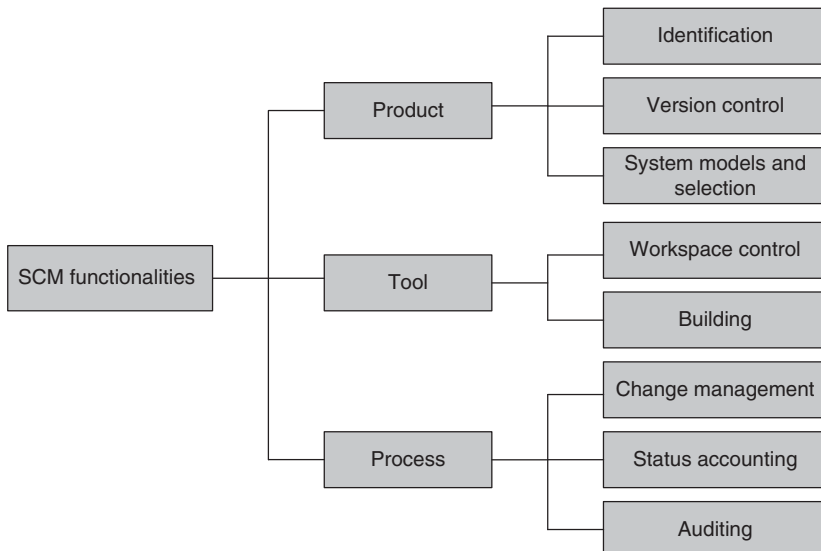 SCM functionalities
Product
Identification
Version control
System models and
selection
Tool
Workspace control
Building
Process
Change management
Status accounting
Auditing